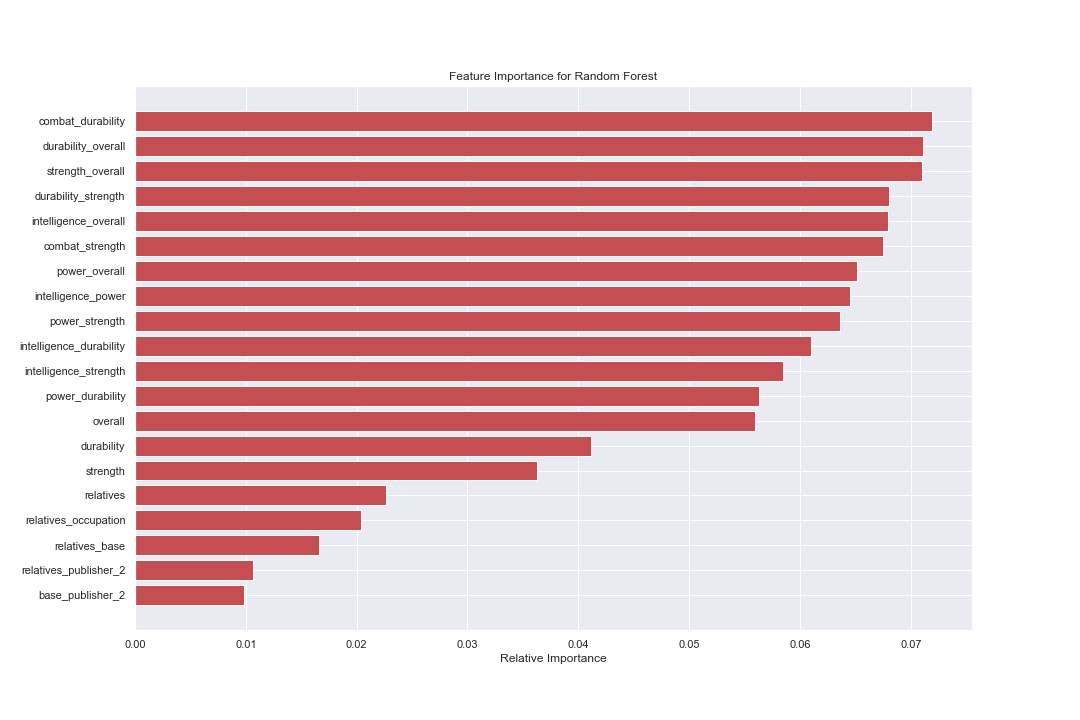 Feature Importance for Random Forest
combat_durability
durability_overall
strength_overall
durability_strength
intelligence_overall
combat_strength
power_overall
intelligence_power
power_strength
intelligence_durability
intelligence_strength
power_durability
overall
durability
strength
relatives
relatives_occupation
relatives_base
relatives_publisher_2
base_publisher_2
0.00 0.01 0.02 0.03 0.04 0.05 0.06 0.07
Relative Importance